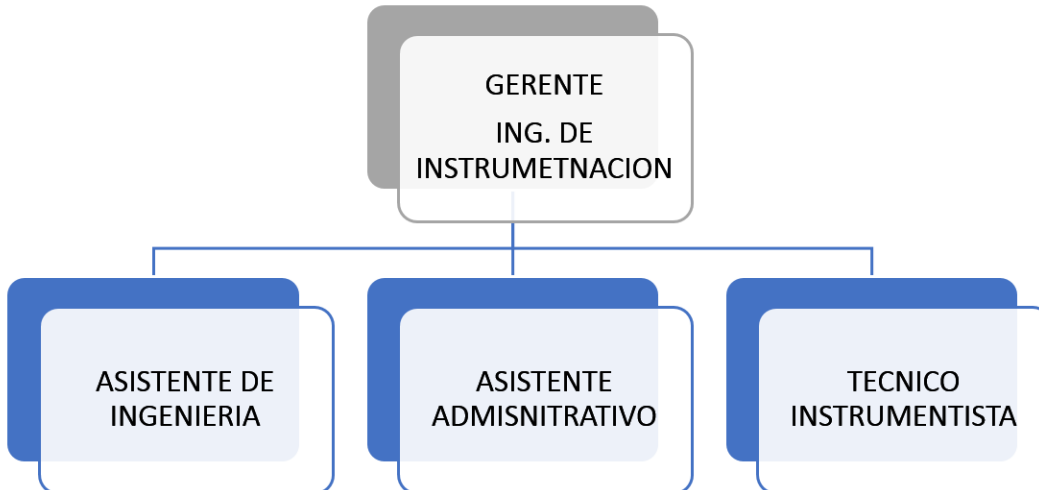 GERENTE
ING. DE
INSTRUMETNACION
ASISTENTE DE
INGENIERIA
ASISTENTE
ADMISNITRATIVO
TECNICO
INSTRUMENTISTA